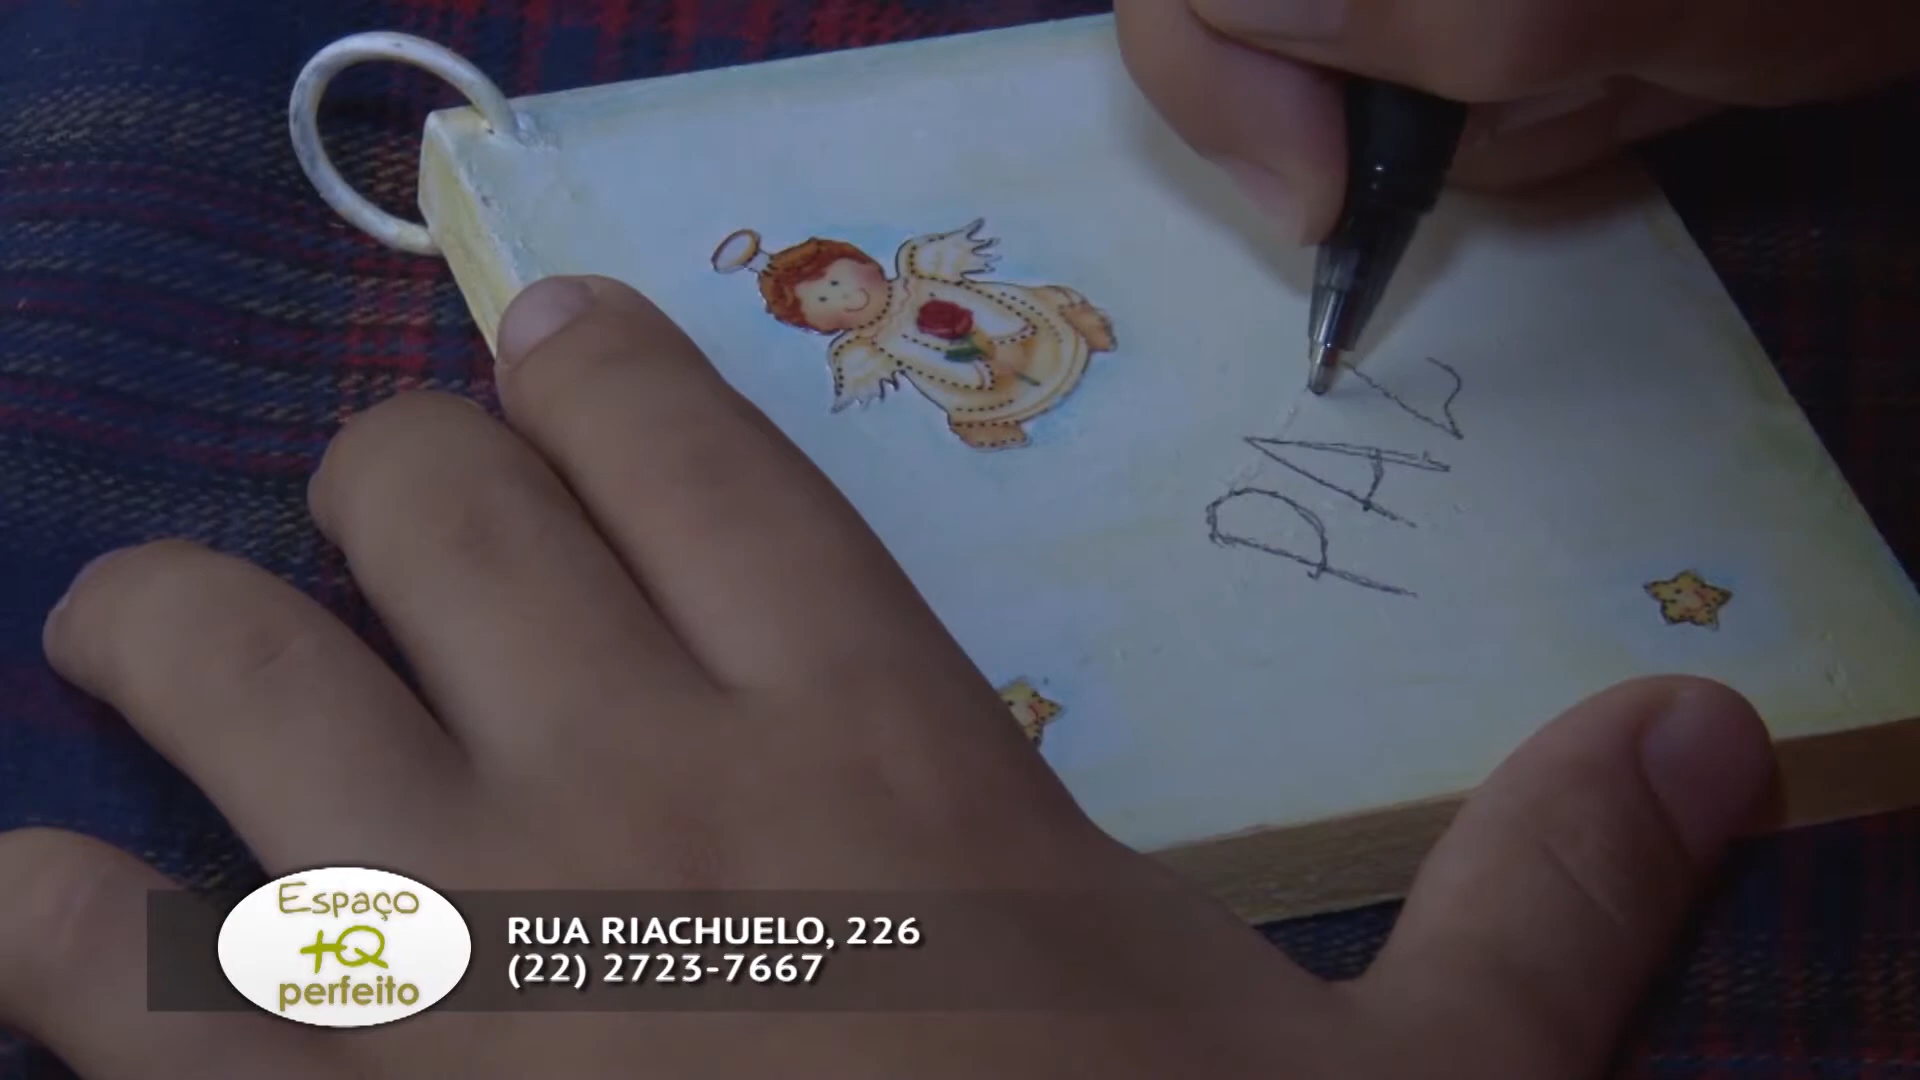 PAZ
Espaço
+Q
perfeito
RUA RIACHUELO, 226
(22) 2723-7667